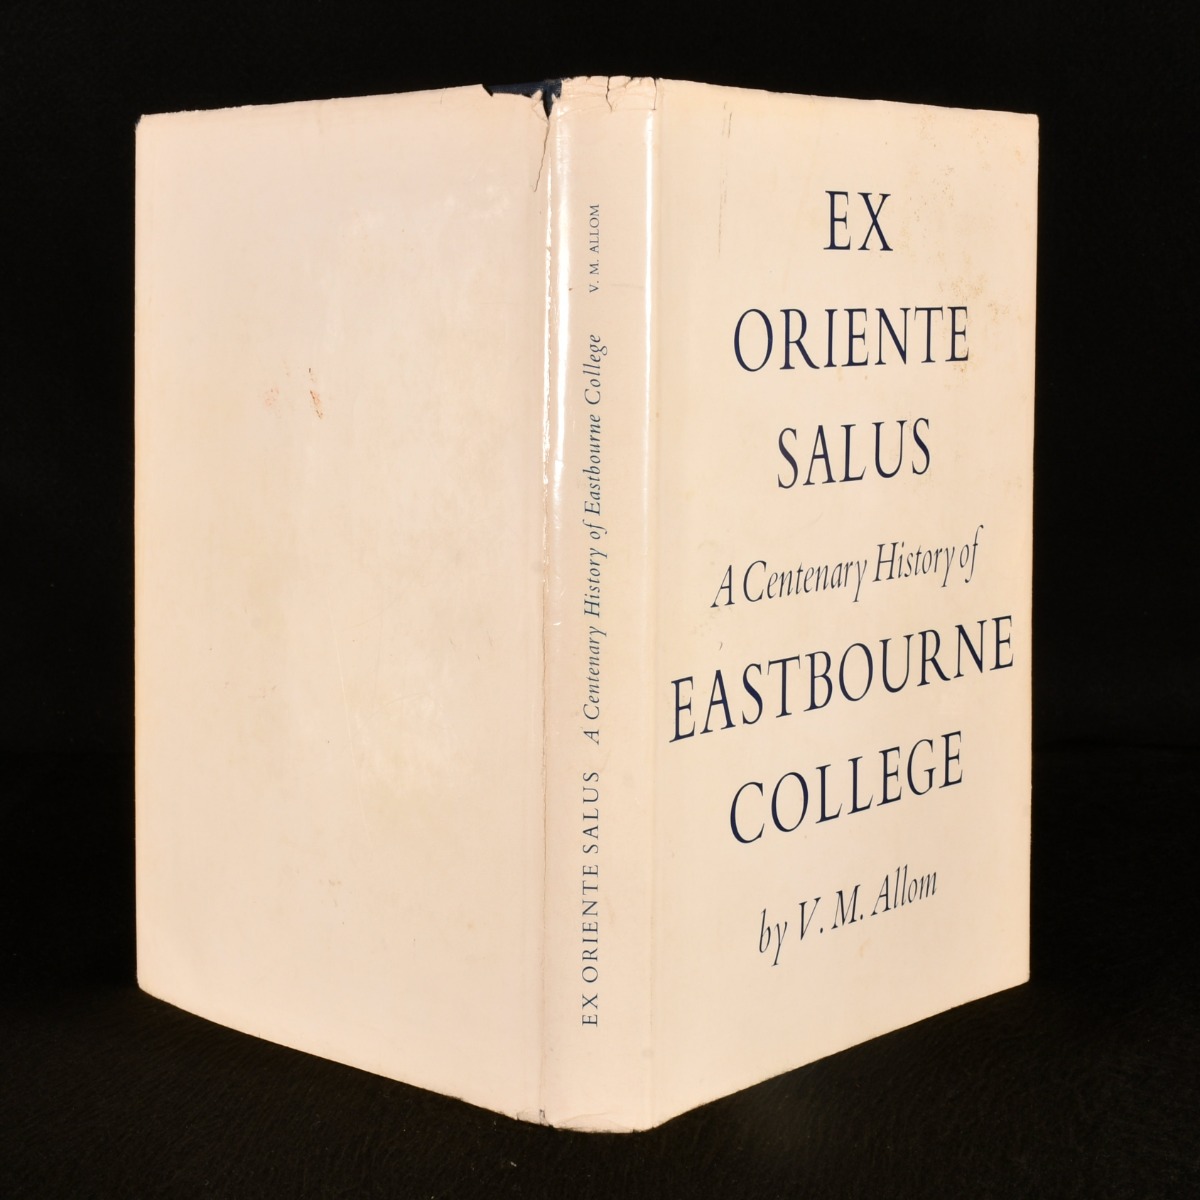 EX ORIENTE SALUS A Centenary History of Eastbourne College V. M. ALLOM
EX
ORIENTE
SALUS
A Centenary History of
EASTBOURNE
COLLEGE
by V. M. Allom